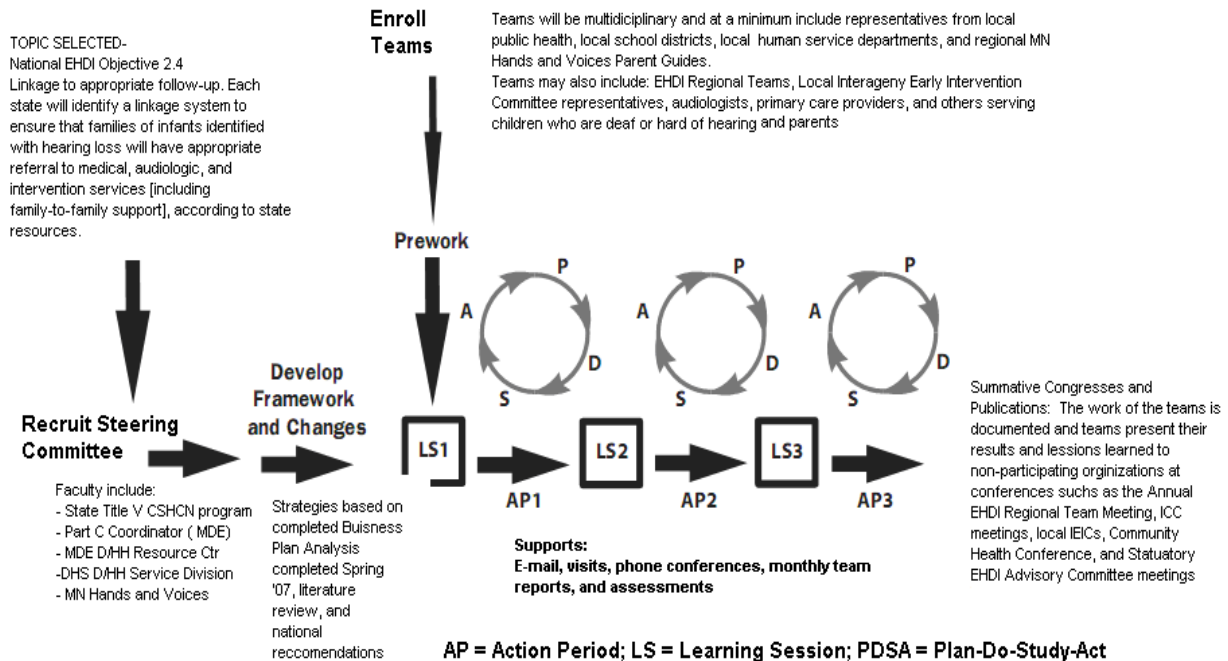 TOPIC SELECTED-
National EHDI Objective 2.4
Linkage to appropriate follow-up. Each
state will identify a linkage system to
ensure that families of infants identified
with hearing loss will have appropriate
referral to medical, audiologic, and
intervention services [including
family-to-family support], according to state
resources.
Enroll
Teams
Teams will be multidiciplinary and at a minimum include representatives from local
public health, local school districts, local human service departments, and regional MN
Hands and Voices Parent Guides.
Teams may also include: EHDI Regional Teams, Local Interageny Early Intervention
Committee representatives, audiologists, primary care providers, and others serving
children who are deaf or hard of hearing and parents
Prework
P
D
S
A
P
D
S
A
P
D
S
A
Recruit Steering
Committee
Faculty include:
- State Title V CSHCN program
- Part C Coordinator ( MDE)
- MDE D/HH Resource Ctr
-DHS D/HH Service Division
- MN Hands and Voices
Develop
Framework
and Changes
Strategies based on
completed Buisness
Plan Analysis
completed Spring
'07, literature
review, and
national
reccomendations
LS1
AP1
LS2
AP2
LS3
AP3
Supports:
E-mail, visits, phone conferences, monthly team
reports, and assessments
Summative Congresses and
Publications: The work of the teams is
documented and teams present their
results and lessions learned to
non-participating orginizations at
conferences suchs as the Annual
EHDI Regional Team Meeting, ICC
meetings, local IEICs, Community
Health Conference, and Statuatory
EHDI Advisory Committee meetings
AP = Action Period; LS = Learning Session; PDSA = Plan-Do-Study-Act